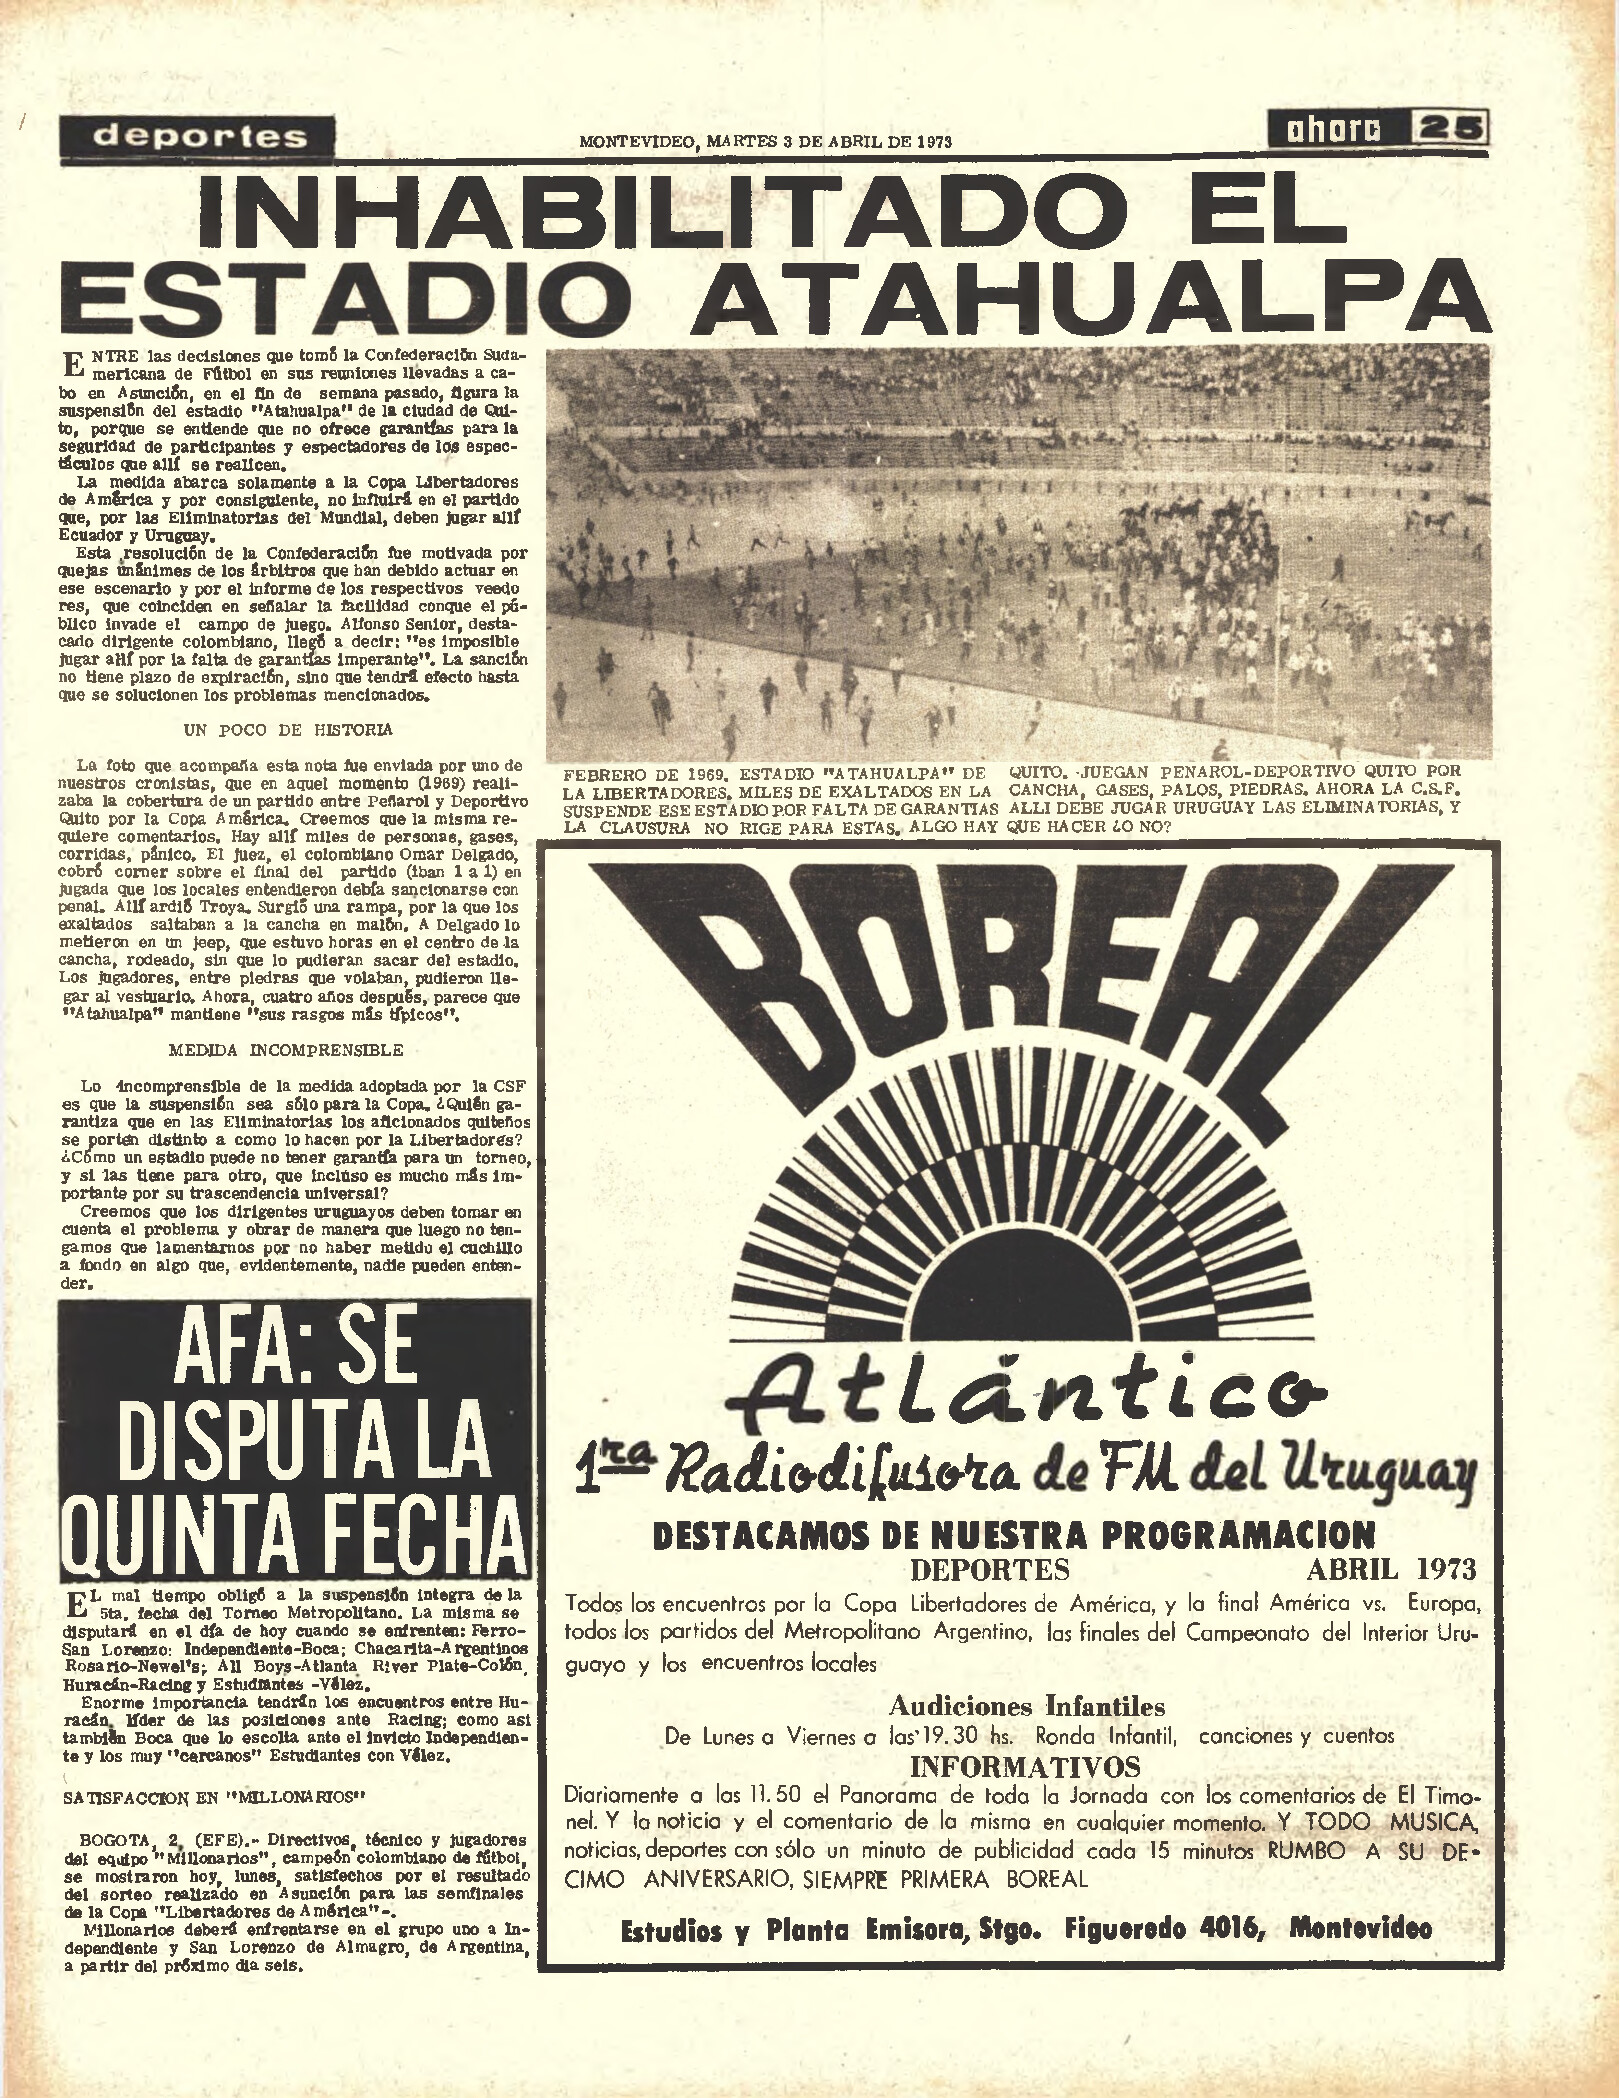 deportes
MONTEVIDEO, MARTES 3 DE ABRIL DE 1973
ahora 25
INHABILITADO EL
ESTADIO ATAHUALPA
ENTRE las decisiones que tomó la Confederación Suda-
mericana de Fútbol en sus reuniones llevadas a ca-
bo en Asunción, en el fin de semana pasado, figura la
suspensión del estadio "Atahualpa" de la ciudad de Qui-
to, porque se entiende que no ofrece garantías para la
seguridad de participantes y espectadores de los espec-
táculos que allí se realicen.
La medida abarca solamente a la Copa Libertadores
de América y por consiguiente, no influirá en el partido
que, por las Eliminatorias del Mundial, deben jugar allí
Ecuador y Uruguay.
Esta resolución de la Confederación fue motivada por
quejas unánimes de los árbitros que han debido actuar en
ese escenario y por el informe de los respectivos veedo
res, que coinciden en señalar la facilidad conque el pú-
blico invade el campo de juego. Alfonso Senior, desta-
cado dirigente colombiano, llegó a decir: "es imposible
jugar allí por la falta de garantías imperante". La sanción
no tiene plazo de expiración, sino que tendrá efecto hasta
que se solucionen los problemas mencionados.
UN POCO DE HISTORIA
La foto que acompaña esta nota fue enviada por uno de
nuestros cronistas, que en aquel momento (1969) reali-
zaba la cobertura de un partido entre Peñarol y Deportivo
Quito por la Copa América. Creemos que la misma re-
quiere comentarios. Hay allí miles de personas, gases,
corridas, pánico. El juez, el colombiano Omar Delgado,
cobró corner sobre el final del partido (iban 1 a 1) en
jugada que los locales entendieron debía sancionarse con
penal. Allí ardió Troya. Surgió una rampa, por la que los
exaltados saltaban a la cancha en malón. A Delgado lo
metieron en un jeep, que estuvo horas en el centro de la
cancha, rodeado, sin que lo pudieran sacar del estadio.
Los jugadores, entre piedras que volaban, pudieron lle-
gar al vestuario. Ahora, cuatro años después, parece que
"Atahualpa" mantiene "sus rasgos más típicos".
MEDIDA INCOMPRENSIBLE
Lo incomprensible de la medida adoptada por la CSF
es que la suspensión sea sólo para la Copa. ¿Quién ga-
rantiza que en las Eliminatorias los aficionados quiteños
se porten distinto a como lo hacen por la Libertadores?
¿Cómo un estadio puede no tener garantía para un torneo,
y si las tiene para otro, que incluso es mucho más im-
portante por su trascendencia universal?
Creemos que los dirigentes uruguayos deben tomar en
cuenta el problema y obrar de manera que luego no ten-
gamos que lamentarnos por no haber metido el cuchillo
a fondo en algo que, evidentemente, nadie pueden enten-
der.
FEBRERO DE 1969. ESTADIO "ATAHUALPA" DE QUITO. JUEGAN PEÑAROL-DEPORTIVO QUITO POR
LA LIBERTADORES. MILES DE EXALTADOS EN LA CANCHA, GASES, PALOS, PIEDRAS. AHORA LA C.S.F.
SUSPENDE ESE ESTADIO POR FALTA DE GARANTIAS ALLI DEBE JUGAR URUGUAY LAS ELIMINATORIAS, Y
LA CLAUSURA NO RIGE PARA ESTAS. ALGO HAY QUE HACER ¿O NO?
AFA: SE
DISPUTA LA
QUINTA FECHA
EL mal tiempo obligó a la suspensión integra de la
5ta. fecha del Torneo Metropolitano. La misma se
disputará en el día de hoy cuando se enfrenten: Ferro-
San Lorenzo: Independiente-Boca; Chacarita-Argentinos
Rosario-Newel's; All Boys-Atlanta River Plate-Colón,
Huracán-Racing y Estudiantes -Vélez.
Enorme importancia tendrán los encuentros entre Hu-
racán, líder de las posiciones ante Racing; como asi
también Boca que lo escolta ante el invicto Independien-
te y los muy "cercanos" Estudiantes con Vélez.
SATISFACCION EN "MILLONARIOS"
BOGOTA, 2, (EFE).- Directivos, técnico y jugadores
del equipo "Millonarios", campeón colombiano de fútbol,
se mostraron hoy, lunes, satisfechos por el resultado
del sorteo realizado en Asunción para las semfinales
de la Copa "Libertadores de América"-.
Millonarios deberá enfrentarse en el grupo uno a In-
dependiente y San Lorenzo de Almagro, de Argentina,
a partir del próximo dia seis.
BOREAL
Atlántico
1ra Radiodifusora de FM del Uruguay
DESTACAMOS DE NUESTRA PROGRAMACION
DEPORTES ABRIL 1973
Todos los encuentros por la Copa Libertadores de América, y la final América vs. Europa,
todos los partidos del Metropolitano Argentino, las finales del Campeonato del Interior Uru-
guayo y los encuentros locales
Audiciones Infantiles
De Lunes a Viernes a las 19.30 hs. Ronda Infantil, canciones y cuentos
INFORMATIVOS
Diariamente a las 11.50 el Panorama de toda la Jornada con los comentarios de El Timo-
nel. Y la noticia y el comentario de la misma en cualquier momento. Y TODO MUSICA,
noticias, deportes con sólo un minuto de publicidad cada 15 minutos RUMBO A SU DE-
CIMO ANIVERSARIO, SIEMPRE PRIMERA BOREAL
Estudios y Planta Emisora, Stgo. Figueredo 4016, Montevideo